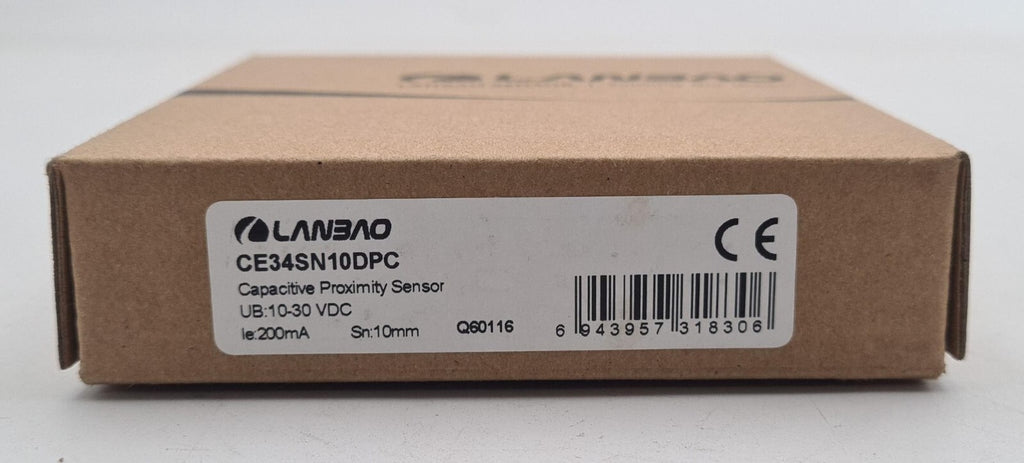 LANBAO
LANBAO
CE34SN10DPC
Capacitive Proximity Sensor
UB:10-30 VDC
Ie:200mA Sn:10mm Q60116
6 943957 318306
CE